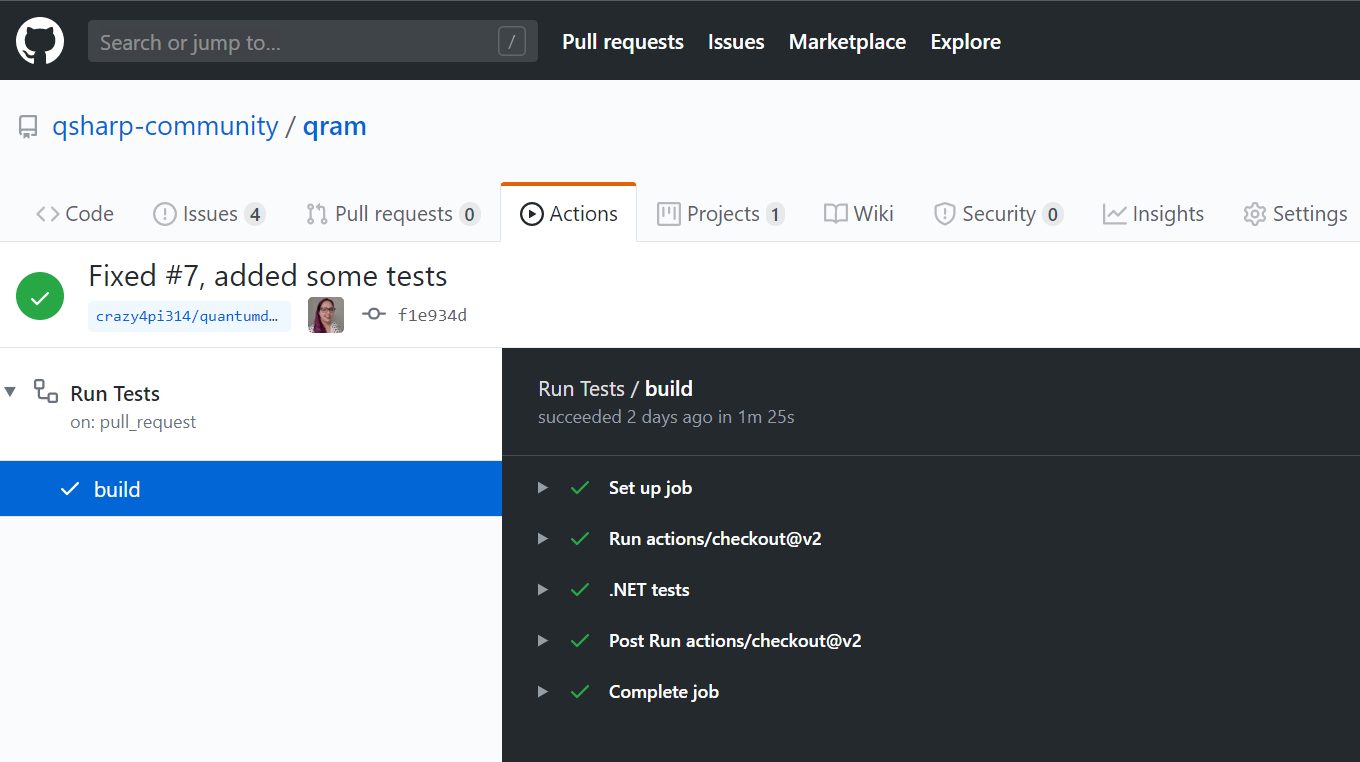 Search or jump to... / Pull requests Issues Marketplace Explore
qsharp-community / qram
Code Issues 4 Pull requests 0 Actions Projects 1 Wiki Security 0 Insights Settings
Fixed #7, added some tests
crazy4pi314/quantumd… f1e934d
Run Tests
on: pull_request
build
Run Tests / build
succeeded 2 days ago in 1m 25s
Set up job
Run actions/checkout@v2
.NET tests
Post Run actions/checkout@v2
Complete job